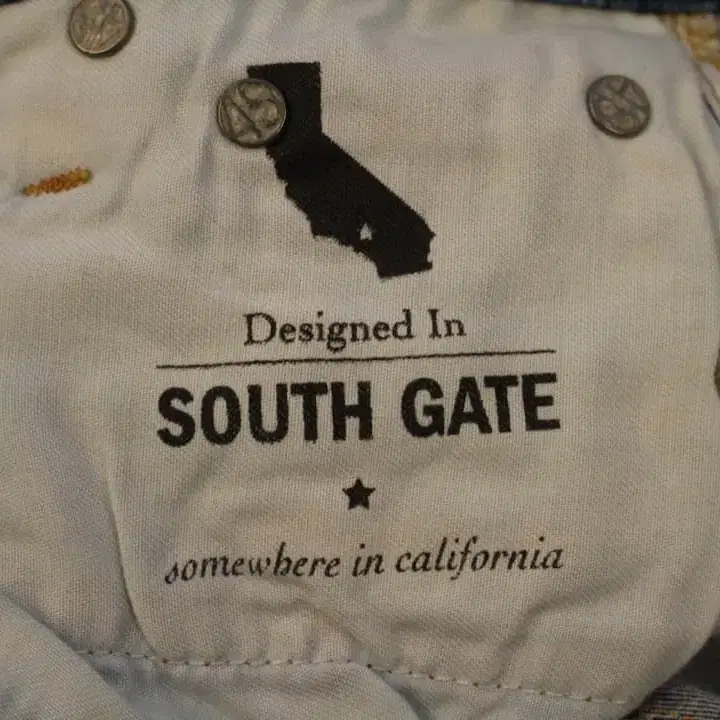 Designed In
SOUTH GATE
somewhere in california